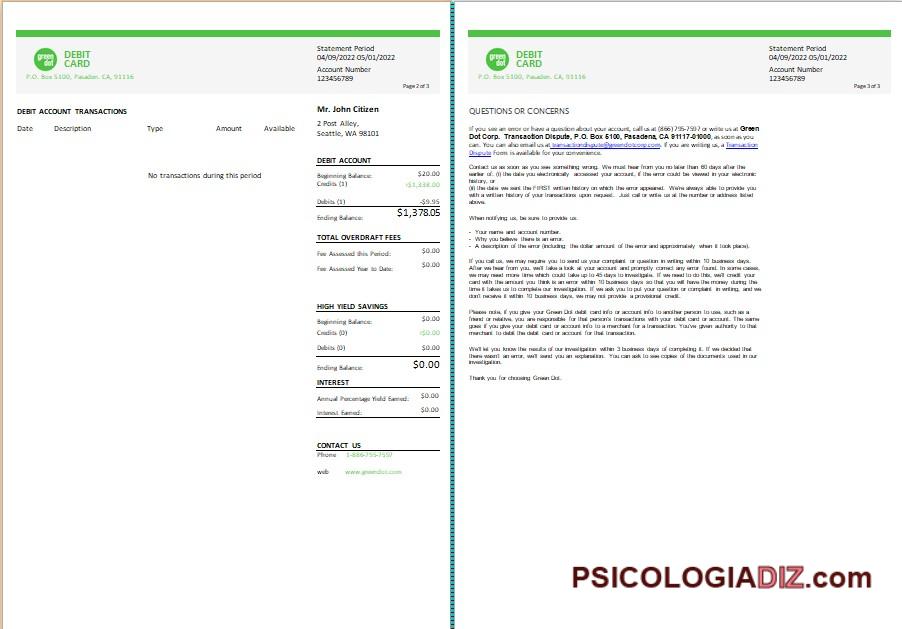 green dot
DEBIT CARD
P.O. Box 5100, Pasaden. CA, 91116
Statement Period
04/09/2022-05/01/2022
Account Number
123456789
Page 2 of 3
DEBIT ACCOUNT TRANSACTIONS
Date Description Type Amount Available
No transactions during this period
Mr. John Citizen
2 Post Alley,
Seattle, WA 98101
DEBIT ACCOUNT
Beginning Balance: $20.00
Credits (1) +$1,338.00
Debits (1) -$9.95
Ending Balance: $1,378.05
TOTAL OVERDRAFT FEES
Fee Assessed this Period: $0.00
Fee Assessed Year to Date: $0.00
HIGH YIELD SAVINGS
Beginning Balance: $0.00
Credits (0) +$0.00
Debits (0) $0.00
Ending Balance: $0.00
INTEREST
Annual Percentage Yield Earned: $0.00
Interest Earned: $0.00
CONTACT US
Phone 1-886-755-7557
web www.greendot.com
green dot
DEBIT CARD
P.O. Box 5100, Pasaden. CA, 91116
Statement Period
04/09/2022-05/01/2022
Account Number
123456789
Page 3 of 3
QUESTIONS OR CONCERNS
If you see an error or have a question about your account, call us at (866) 795-7597 or write us at Green
Dot Corp. Transaction Dispute, P.O. Box 5100, Pasadena, CA 91117-01000, as soon as you
can. You can also email us at transactiondispute@greendotcorp.com. If you are writing us, a Transaction
Dispute Form is available for your convenience.
Contact us as soon as you see something wrong. We must hear from you no later than 60 days after the
earlier of: (i) the date you electronically accessed your account, if the error could be viewed in your electronic
history, or
(ii) the date we sent the FIRST written history on which the error appeared. We're always able to provide you
with a written history of your transactions upon request. Just call or write us at the number or address listed
above.
When notifying us, be sure to provide us:
- Your name and account number.
- Why you believe there is an error.
- A description of the error (including the dollar amount of the error and approximately when it took place).
If you call us, we may require you to send us your complaint or question in writing within 10 business days.
After we hear from you, we'll take a look at your account and promptly correct any error found. In some cases,
we may need more time which could take up to 45 days to investigate. If we need to do this, we'll credit your
card with the amount you think is an error within 10 business days so that you will have the money during the
time it takes us to complete our investigation. If we ask you to put your question or complaint in writing, and we
don't receive it within 10 business days, we may not provide a provisional credit.
Please note, if you give your Green Dot debit card info or account info to another person to use, such as a
friend or relative, you are responsible for that person's transactions with your debit card or account. The same
goes if you give your debit card or account info to a merchant for a transaction. You've given authority to that
merchant to debit the debit card or account for that transaction.
We'll let you know the results of our investigation within 3 business days of completing it. If we decided that
there wasn't an error, we'll send you an explanation. You can ask to see copies of the documents used in our
investigation.
Thank you for choosing Green Dot.
PSICOLOGIADIZ.com